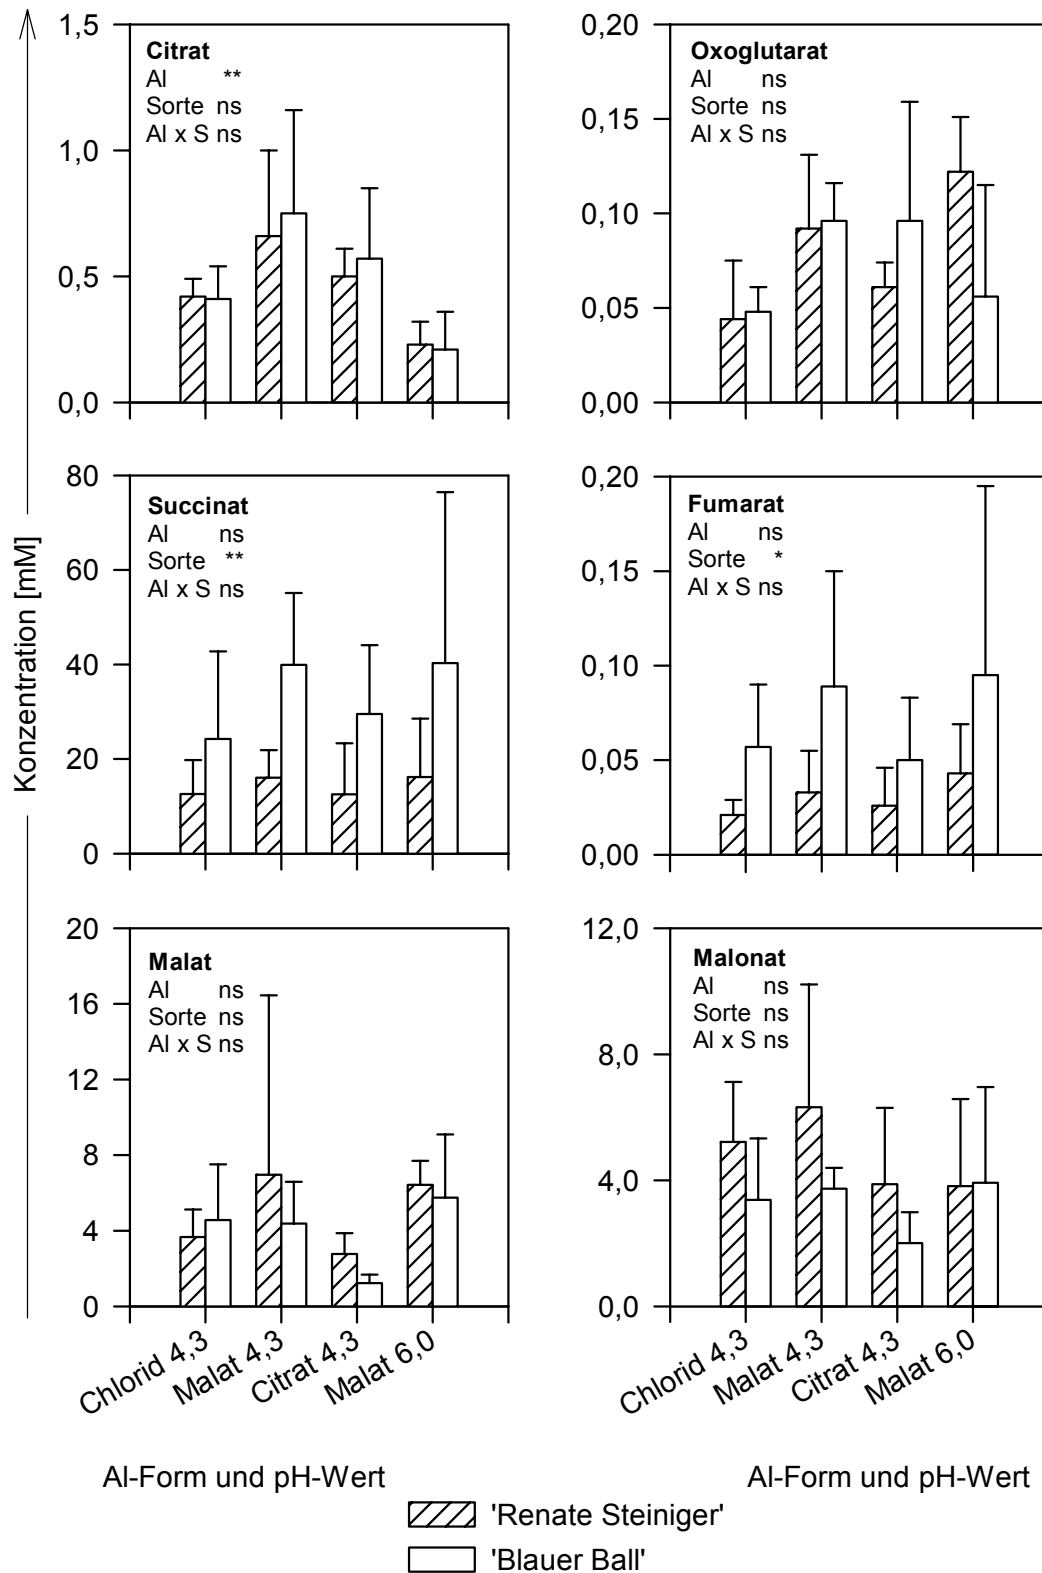 Konzentration [mM]
1,5
1,0
0,5
0,0
Citrat
Al **
Sorte ns
Al x S ns
0,20
0,15
0,10
0,05
0,00
Oxoglutarat
Al ns
Sorte ns
Al x S ns
80
60
40
20
0
Succinat
Al ns
Sorte **
Al x S ns
0,20
0,15
0,10
0,05
0,00
Fumarat
Al ns
Sorte *
Al x S ns
20
16
12
8
4
0
Malat
Al ns
Sorte ns
Al x S ns
Chlorid 4,3
Malat 4,3
Citrat 4,3
Malat 6,0
Al-Form und pH-Wert
12,0
8,0
4,0
0,0
Malonat
Al ns
Sorte ns
Al x S ns
Chlorid 4,3
Malat 4,3
Citrat 4,3
Malat 6,0
Al-Form und pH-Wert
'Renate Steiniger'
'Blauer Ball'